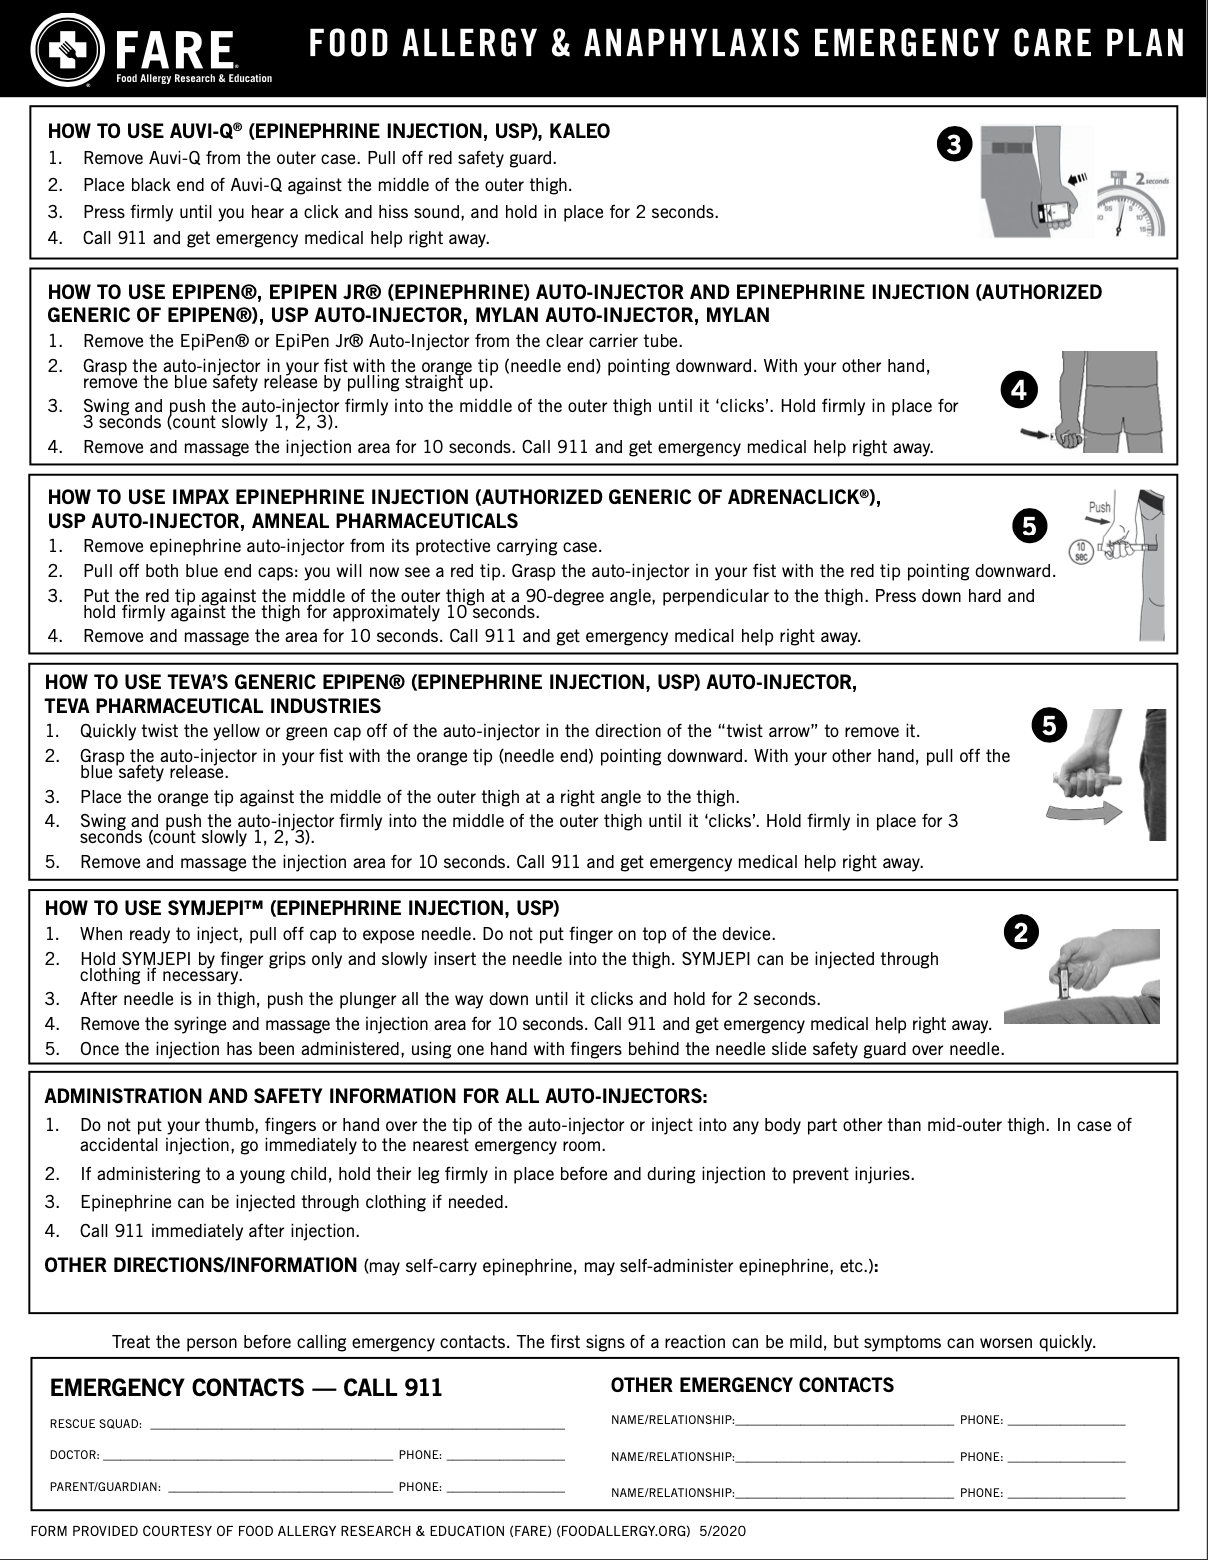 FARE®
Food Allergy Research & Education
FOOD ALLERGY & ANAPHYLAXIS EMERGENCY CARE PLAN
HOW TO USE AUVI-Q® (EPINEPHRINE INJECTION, USP), KALEO
1. Remove Auvi-Q from the outer case. Pull off red safety guard.
2. Place black end of Auvi-Q against the middle of the outer thigh.
3. Press firmly until you hear a click and hiss sound, and hold in place for 2 seconds.
4. Call 911 and get emergency medical help right away.
3
2 seconds
55 5
10
15
HOW TO USE EPIPEN®, EPIPEN JR® (EPINEPHRINE) AUTO-INJECTOR AND EPINEPHRINE INJECTION (AUTHORIZED
GENERIC OF EPIPEN®), USP AUTO-INJECTOR, MYLAN AUTO-INJECTOR, MYLAN
1. Remove the EpiPen® or EpiPen Jr® Auto-Injector from the clear carrier tube.
2. Grasp the auto-injector in your fist with the orange tip (needle end) pointing downward. With your other hand,
remove the blue safety release by pulling straight up.
3. Swing and push the auto-injector firmly into the middle of the outer thigh until it ‘clicks’. Hold firmly in place for
3 seconds (count slowly 1, 2, 3).
4. Remove and massage the injection area for 10 seconds. Call 911 and get emergency medical help right away.
4
HOW TO USE IMPAX EPINEPHRINE INJECTION (AUTHORIZED GENERIC OF ADRENACLICK®),
USP AUTO-INJECTOR, AMNEAL PHARMACEUTICALS
1. Remove epinephrine auto-injector from its protective carrying case.
2. Pull off both blue end caps: you will now see a red tip. Grasp the auto-injector in your fist with the red tip pointing downward.
3. Put the red tip against the middle of the outer thigh at a 90-degree angle, perpendicular to the thigh. Press down hard and
hold firmly against the thigh for approximately 10 seconds.
4. Remove and massage the area for 10 seconds. Call 911 and get emergency medical help right away.
5
Push
10
sec
HOW TO USE TEVA’S GENERIC EPIPEN® (EPINEPHRINE INJECTION, USP) AUTO-INJECTOR,
TEVA PHARMACEUTICAL INDUSTRIES
1. Quickly twist the yellow or green cap off of the auto-injector in the direction of the “twist arrow” to remove it.
2. Grasp the auto-injector in your fist with the orange tip (needle end) pointing downward. With your other hand, pull off the
blue safety release.
3. Place the orange tip against the middle of the outer thigh at a right angle to the thigh.
4. Swing and push the auto-injector firmly into the middle of the outer thigh until it ‘clicks’. Hold firmly in place for 3
seconds (count slowly 1, 2, 3).
5. Remove and massage the injection area for 10 seconds. Call 911 and get emergency medical help right away.
5
HOW TO USE SYMJEPI™ (EPINEPHRINE INJECTION, USP)
1. When ready to inject, pull off cap to expose needle. Do not put finger on top of the device.
2. Hold SYMJEPI by finger grips only and slowly insert the needle into the thigh. SYMJEPI can be injected through
clothing if necessary.
3. After needle is in thigh, push the plunger all the way down until it clicks and hold for 2 seconds.
4. Remove the syringe and massage the injection area for 10 seconds. Call 911 and get emergency medical help right away.
5. Once the injection has been administered, using one hand with fingers behind the needle slide safety guard over needle.
2
ADMINISTRATION AND SAFETY INFORMATION FOR ALL AUTO-INJECTORS:
1. Do not put your thumb, fingers or hand over the tip of the auto-injector or inject into any body part other than mid-outer thigh. In case of
accidental injection, go immediately to the nearest emergency room.
2. If administering to a young child, hold their leg firmly in place before and during injection to prevent injuries.
3. Epinephrine can be injected through clothing if needed.
4. Call 911 immediately after injection.
OTHER DIRECTIONS/INFORMATION (may self-carry epinephrine, may self-administer epinephrine, etc.):
Treat the person before calling emergency contacts. The first signs of a reaction can be mild, but symptoms can worsen quickly.
EMERGENCY CONTACTS — CALL 911
RESCUE SQUAD:
DOCTOR: PHONE:
PARENT/GUARDIAN: PHONE:
OTHER EMERGENCY CONTACTS
NAME/RELATIONSHIP: PHONE:
NAME/RELATIONSHIP: PHONE:
NAME/RELATIONSHIP: PHONE:
FORM PROVIDED COURTESY OF FOOD ALLERGY RESEARCH & EDUCATION (FARE) (FOODALLERGY.ORG) 5/2020